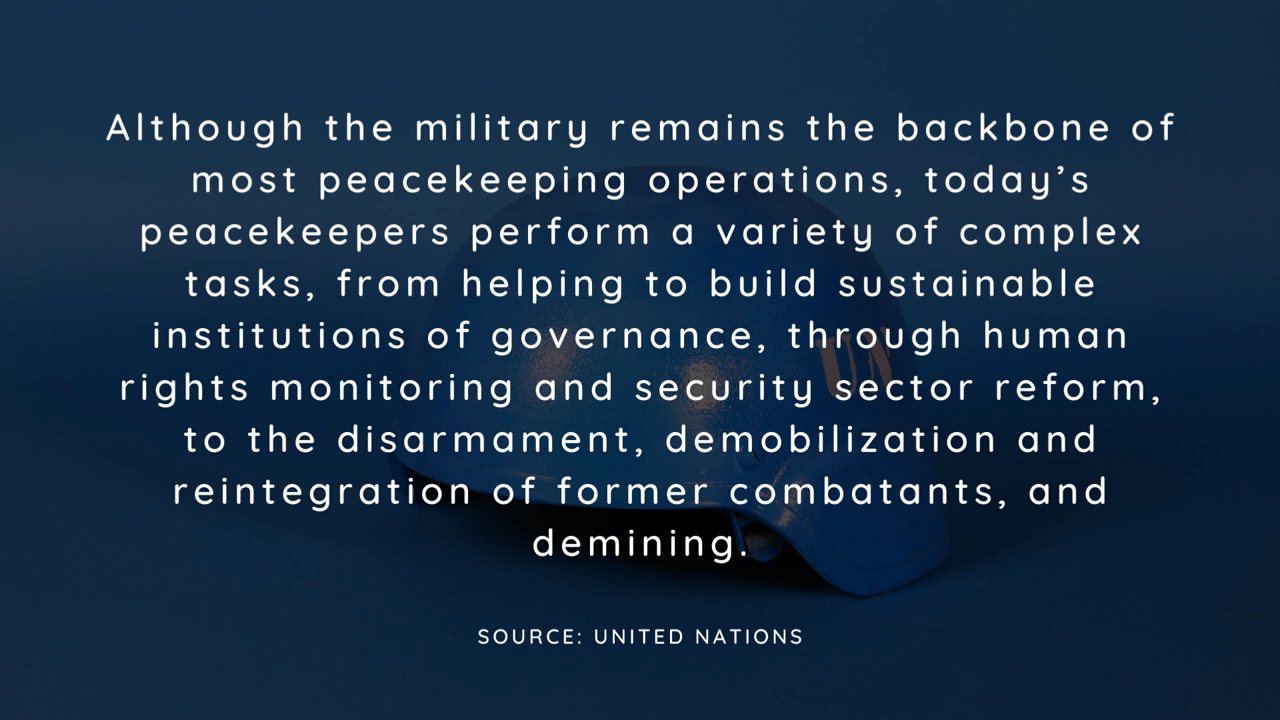 Although the military remains the backbone of
most peacekeeping operations, today’s
peacekeepers perform a variety of complex
tasks, from helping to build sustainable
institutions of governance, through human
rights monitoring and security sector reform,
to the disarmament, demobilization and
reintegration of former combatants, and
demining.
UN
SOURCE: UNITED NATIONS